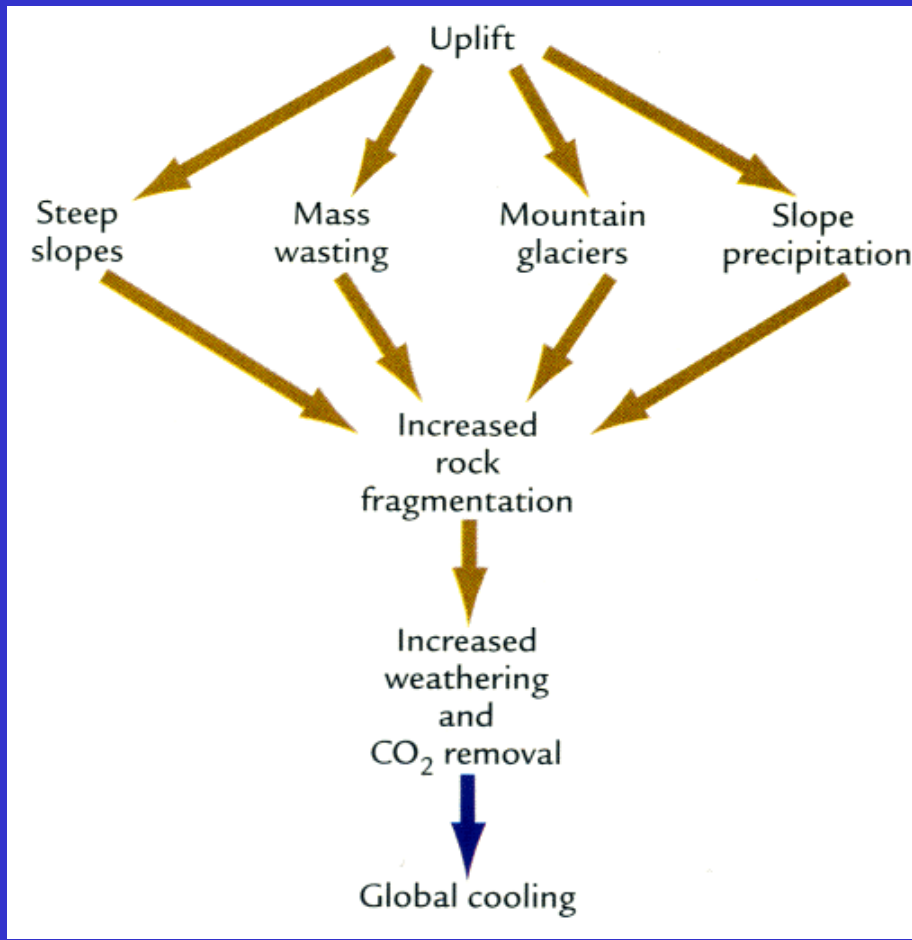 Uplift
Steep
slopes
Mass
wasting
Mountain
glaciers
Slope
precipitation
Increased
rock
fragmentation
Increased
weathering
and
CO₂ removal
Global cooling